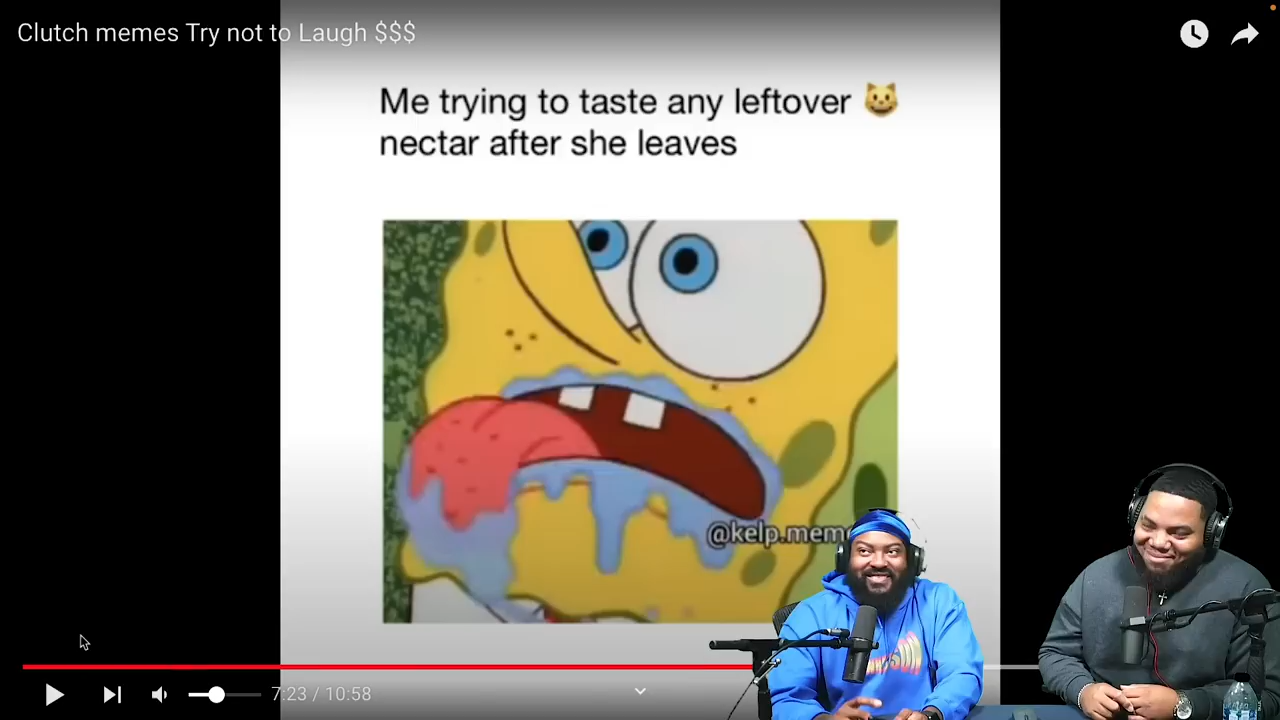 Clutch memes Try not to Laugh $$$
Me trying to taste any leftover 😺
nectar after she leaves
@kelp.mem
7:23 / 10:58